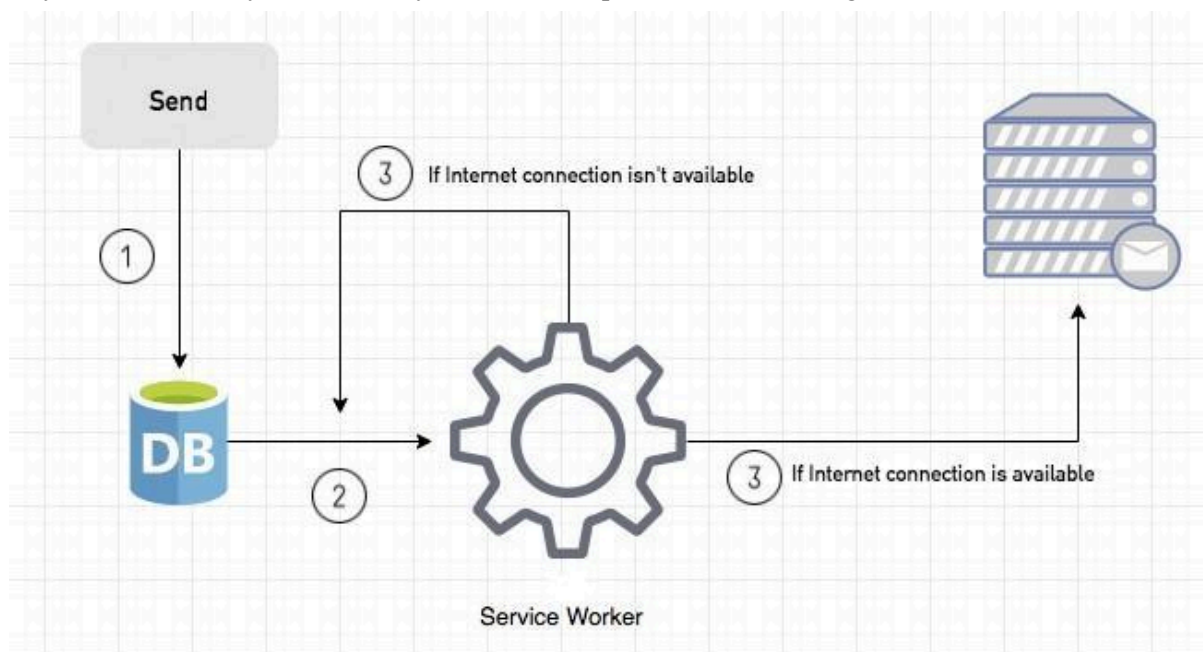 Send
3 If Internet connection isn't available
1
DB
2
3 If Internet connection is available
Service Worker